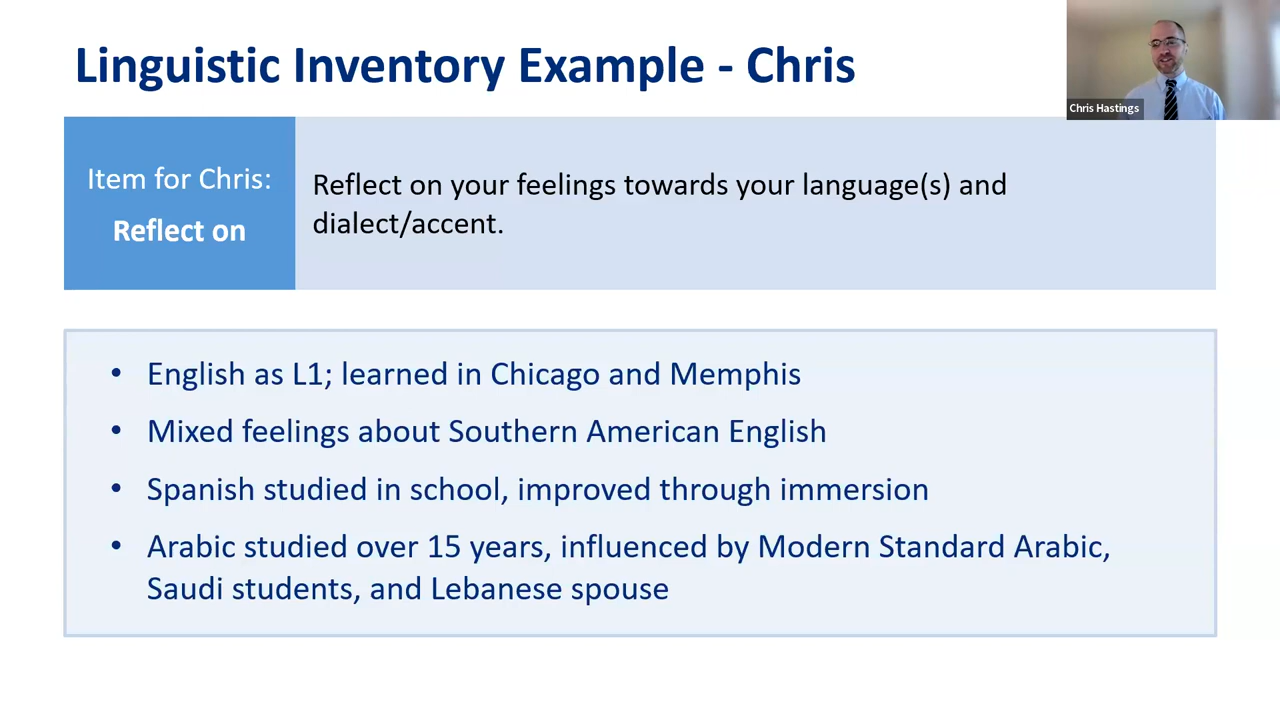 Linguistic Inventory Example - Chris
Chris Hastings
Item for Chris:
Reflect on
Reflect on your feelings towards your language(s) and
dialect/accent.
• English as L1; learned in Chicago and Memphis
• Mixed feelings about Southern American English
• Spanish studied in school, improved through immersion
• Arabic studied over 15 years, influenced by Modern Standard Arabic,
Saudi students, and Lebanese spouse